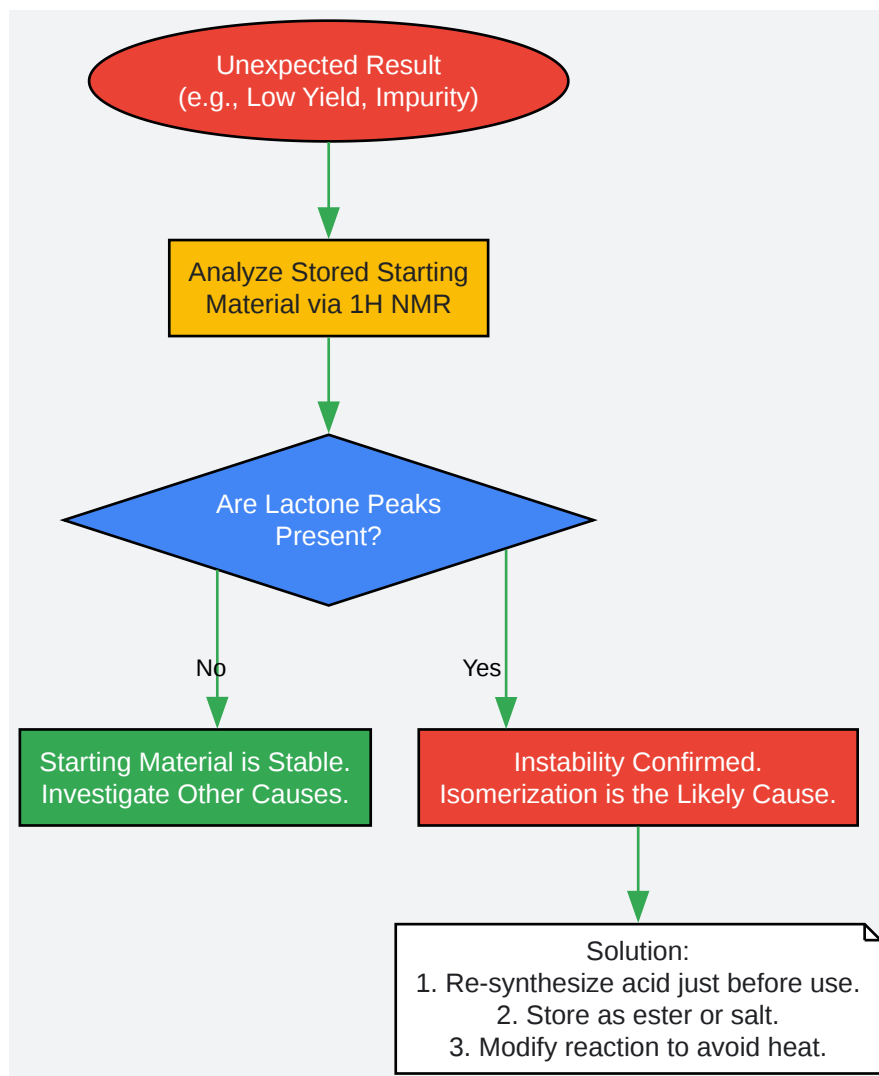 Unexpected Result
(e.g., Low Yield, Impurity)
Analyze Stored Starting
Material via 1H NMR
Are Lactone Peaks
Present?
No
Yes
Starting Material is Stable.
Investigate Other Causes.
Instability Confirmed.
Isomerization is the Likely Cause.
Solution:
1. Re-synthesize acid just before use.
2. Store as ester or salt.
3. Modify reaction to avoid heat.